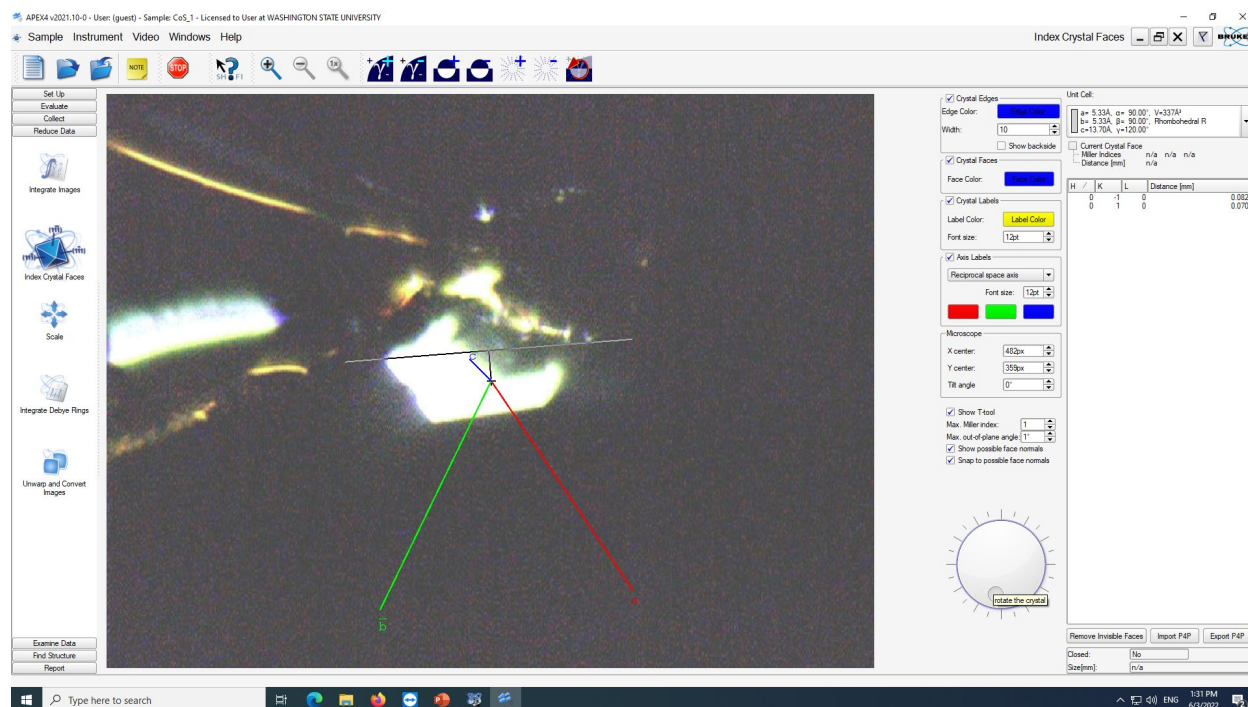 APEX4 v2021.10-0 - User: (guest) - Sample: CoS_1 - Licensed to User at WASHINGTON STATE UNIVERSITY
Sample Instrument Video Windows Help
Index Crystal Faces
BRUKER
NOTE
STOP
SH FI
1x
Set Up
Evaluate
Collect
Reduce Data
Integrate Images
Index Crystal Faces
Scale
Integrate Debye Rings
Unwarp and Convert
Images
Examine Data
Find Structure
Report
c
b
a
Crystal Edges
Edge Color: Edge Color
Width: 10
Show backside
Crystal Faces
Face Color: Face Color
Crystal Labels
Label Color: Label Color
Font size: 12pt
Axis Labels
Reciprocal space axis
Font size: 12pt
Microscope
X center: 482px
Y center: 359px
Tilt angle 0°
Show T-tool
Max. Miller index: 1
Max. out-of-plane angle: 1°
Show possible face normals
Snap to possible face normals
rotate the crystal
Unit Cell:
a= 5.33Å, α= 90.00°, V=337Å³
b= 5.33Å, β= 90.00°, Rhombohedral R
c=13.70Å, γ=120.00°
Current Crystal Face
Miller Indices n/a n/a n/a
Distance [mm] n/a
H K L Distance [mm]
0 -1 0 0.082
0 1 0 0.070
Remove Invisible Faces Import P4P Export P4P
Closed: No
Size[mm]: n/a
Type here to search
ENG
1:31 PM
6/3/2022